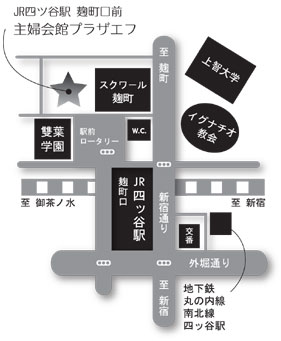 JR四ツ谷駅 麹町口前
主婦会館プラザエフ
至 麹町
上智大学
スクワール
麹町
イグナチオ
教会
雙葉
学園
駅前
ロータリー
W.C.
麹町口
JR四ツ谷駅
新宿通り
至 御茶ノ水
至 新宿
交番
外堀通り
至 新宿
地下鉄
丸の内線
南北線
四ツ谷駅